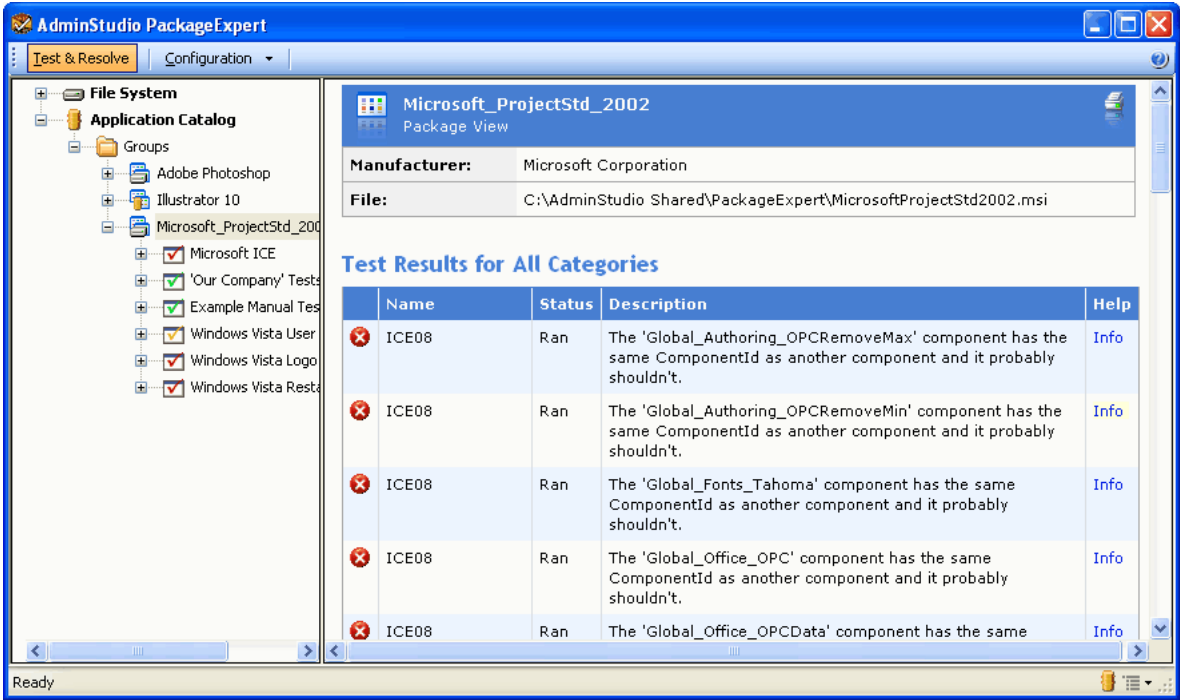 AdminStudio PackageExpert
Test & Resolve
Configuration
File System
Application Catalog
Groups
Adobe Photoshop
Illustrator 10
Microsoft_ProjectStd_200
Microsoft ICE
'Our Company' Tests
Example Manual Tes
Windows Vista User
Windows Vista Logo
Windows Vista Resta
Microsoft_ProjectStd_2002
Package View
Manufacturer: Microsoft Corporation
File: C:\AdminStudio Shared\PackageExpert\MicrosoftProjectStd2002.msi
Test Results for All Categories
Name Status Description Help
ICE08 Ran The 'Global_Authoring_OPCRemoveMax' component has the Info
same ComponentId as another component and it probably
shouldn't.
ICE08 Ran The 'Global_Authoring_OPCRemoveMin' component has the Info
same ComponentId as another component and it probably
shouldn't.
ICE08 Ran The 'Global_Fonts_Tahoma' component has the same Info
ComponentId as another component and it probably
shouldn't.
ICE08 Ran The 'Global_Office_OPC' component has the same Info
ComponentId as another component and it probably
shouldn't.
ICE08 Ran The 'Global_Office_OPCData' component has the same Info
Ready